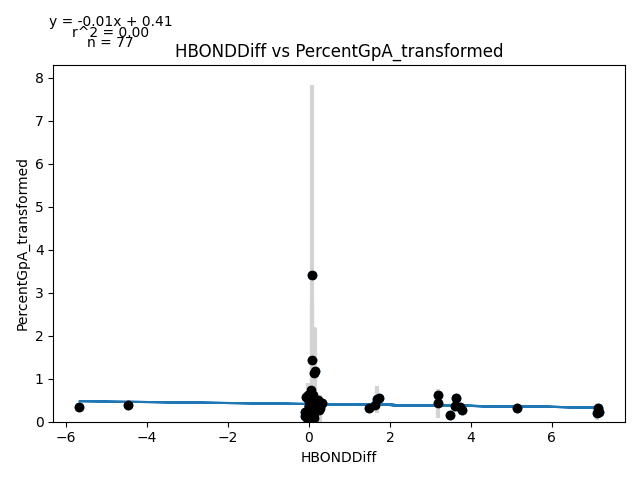 y = -0.01x + 0.41
r^2 = 0.00
n = 77
HBONDDiff vs PercentGpA_transformed
8
7
6
5
4
3
2
1
0
PercentGpA_transformed
−6
−4
−2
0
2
4
6
HBONDDiff